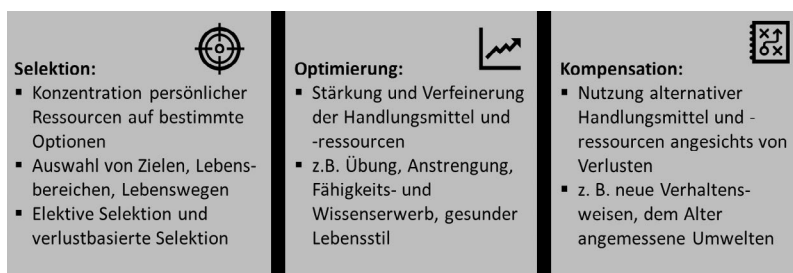 Selektion:
▪ Konzentration persönlicher
Ressourcen auf bestimmte
Optionen
▪ Auswahl von Zielen, Lebens-
bereichen, Lebenswegen
▪ Elektive Selektion und
verlustbasierte Selektion
Optimierung:
▪ Stärkung und Verfeinerung
der Handlungsmittel und
-ressourcen
▪ z.B. Übung, Anstrengung,
Fähigkeits- und
Wissenserwerb, gesunder
Lebensstil
Kompensation:
▪ Nutzung alternativer
Handlungsmittel und -
ressourcen angesichts von
Verlusten
▪ z. B. neue Verhaltens-
weisen, dem Alter
angemessene Umwelten